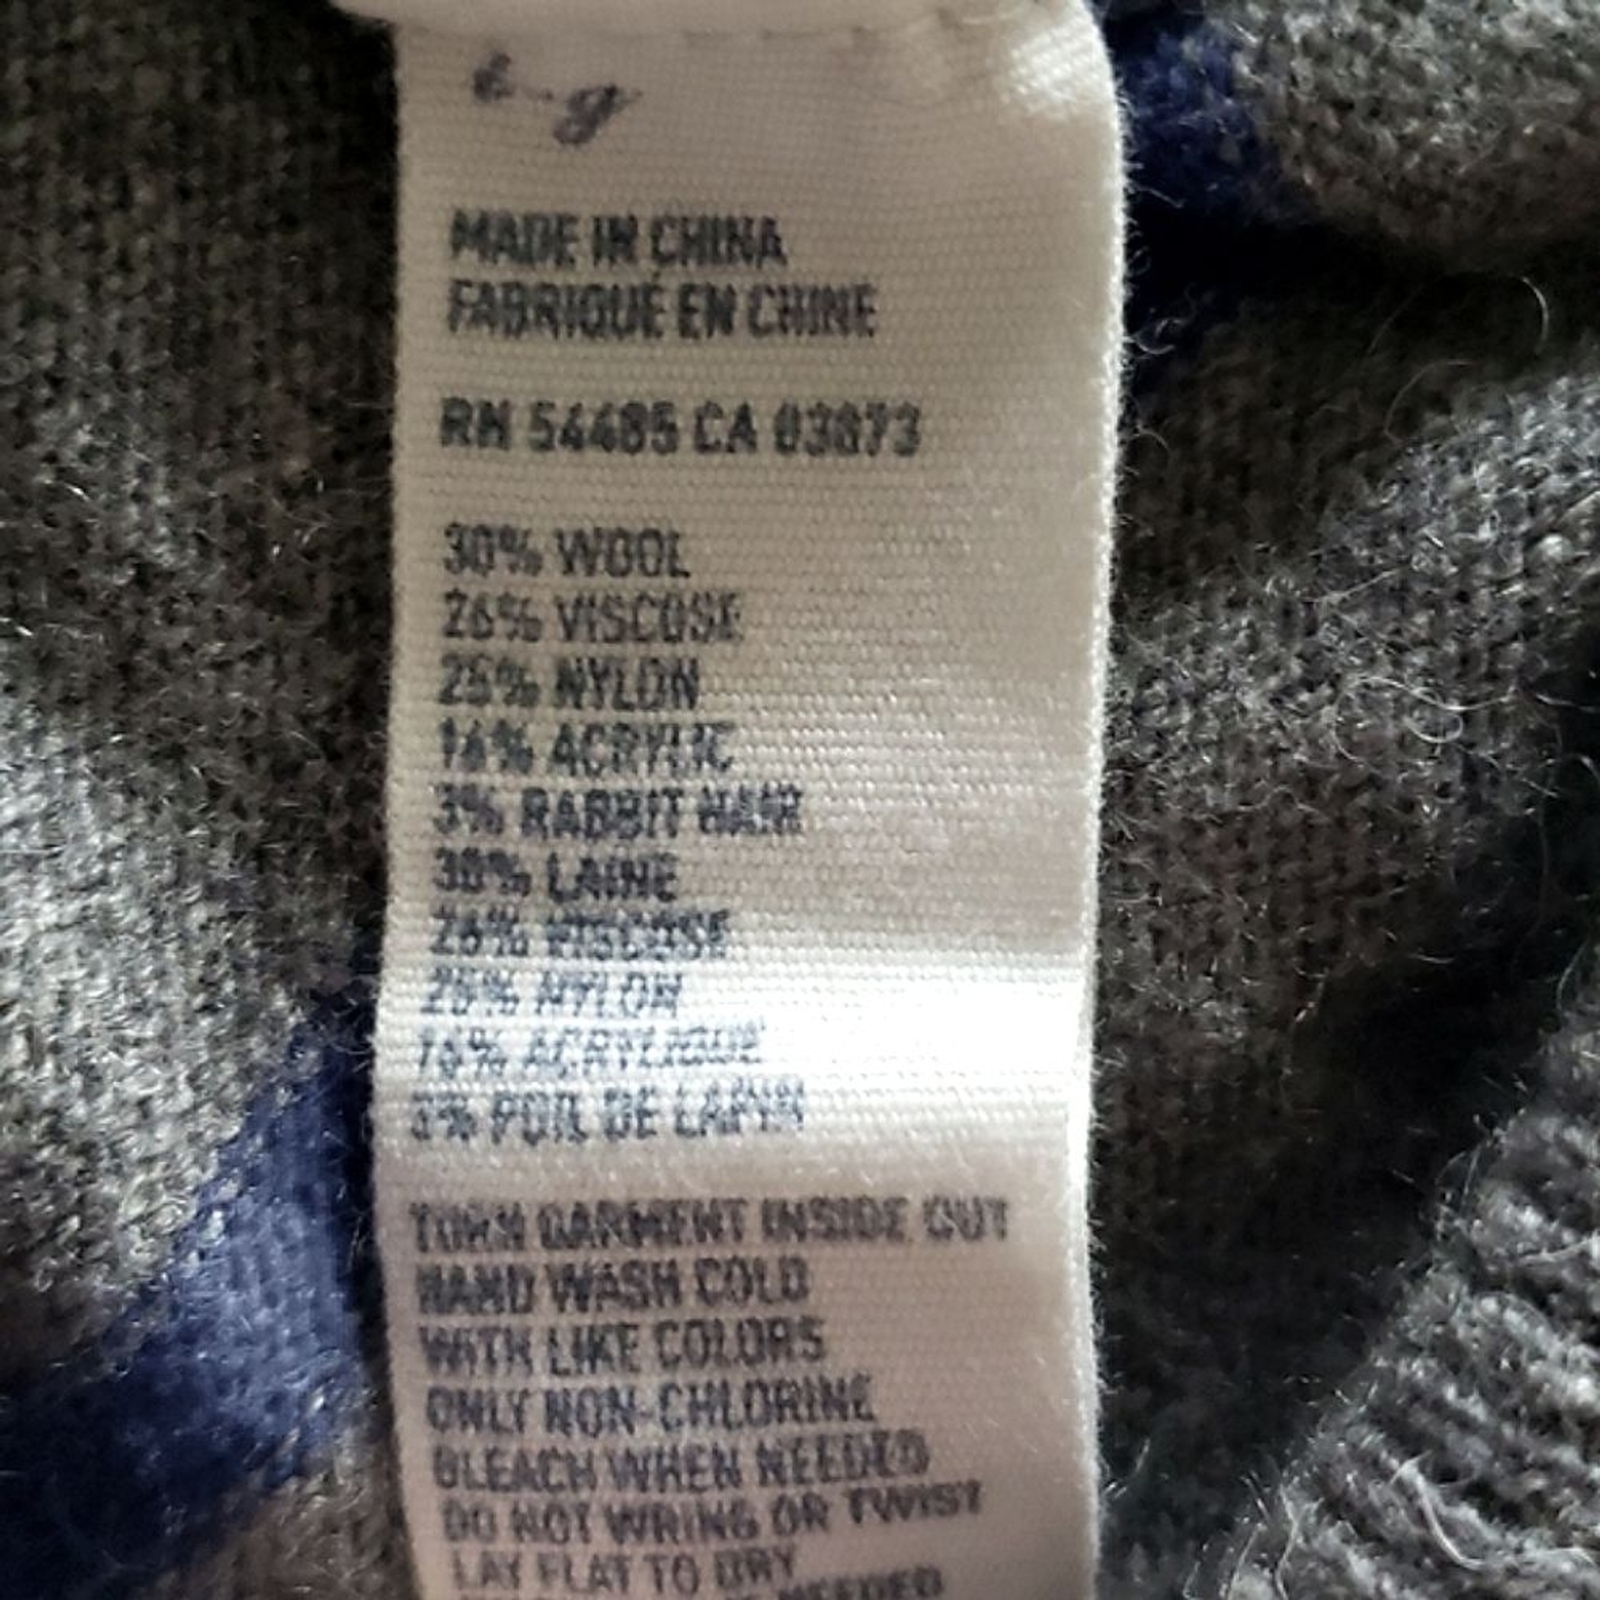 t-g
MADE IN CHINA
FABRIQUÉ EN CHINE
RN 54485 CA 03873
30% WOOL
26% VISCOSE
25% NYLON
16% ACRYLIC
3% RABBIT HAIR
30% LAINE
26% VISCOSE
25% NYLON
16% ACRYLIQUE
3% POIL DE LAPIN
TURN GARMENT INSIDE OUT
HAND WASH COLD
WITH LIKE COLORS
ONLY NON-CHLORINE
BLEACH WHEN NEEDED
DO NOT WRING OR TWIST
LAY FLAT TO DRY
NEEDED